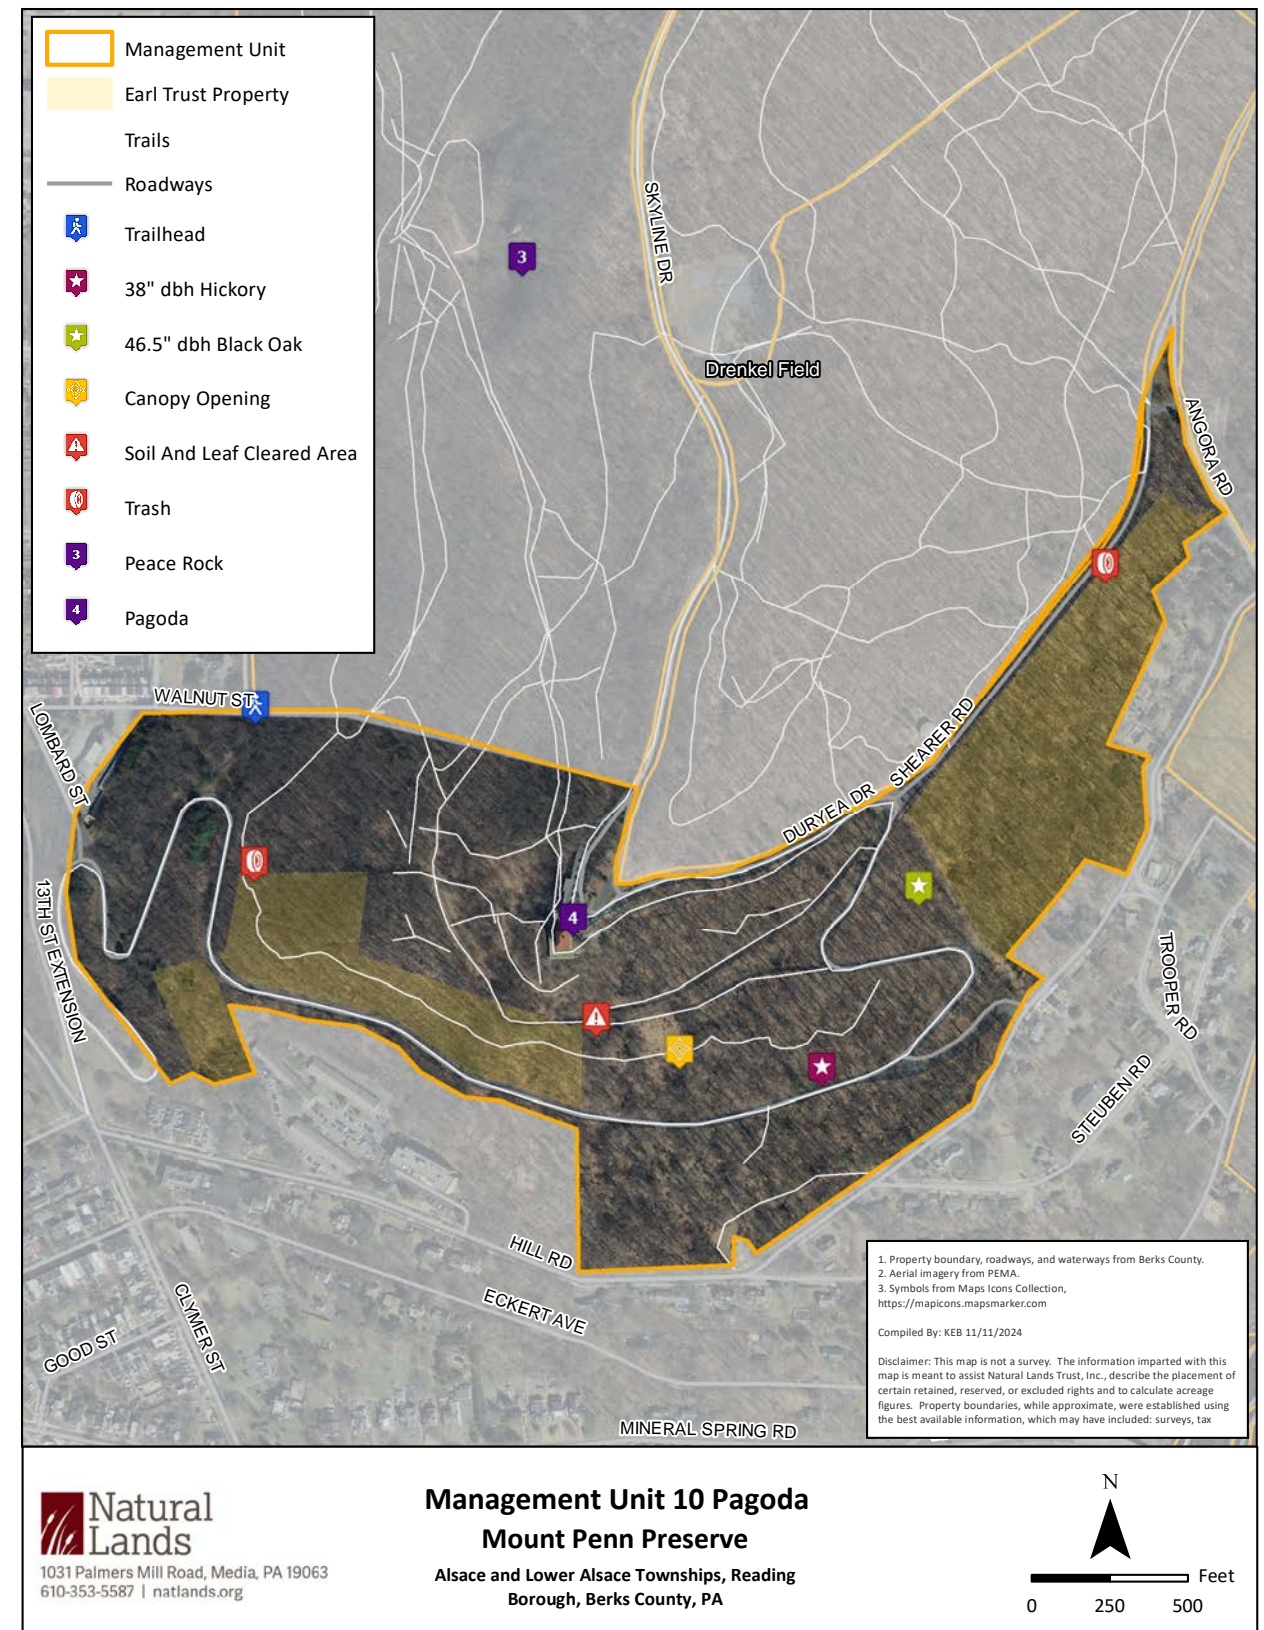 Management Unit
Earl Trust Property
Trails
Roadways
Trailhead
38" dbh Hickory
46.5" dbh Black Oak
Canopy Opening
Soil And Leaf Cleared Area
Trash
3
Peace Rock
4
Pagoda
3
SKYLINE DR
Drenkel Field
ANGORA RD
WALNUT ST
LOMBARD ST
SHEARER RD
DURYEA DR
13TH ST EXTENSION
4
TROOPER RD
STEUBEN RD
HILL RD
ECKERT AVE
CLYMER ST
GOOD ST
MINERAL SPRING RD
1. Property boundary, roadways, and waterways from Berks County.
2. Aerial imagery from PEMA.
3. Symbols from Maps Icons Collection,
https://mapicons.mapsmarker.com
Compiled By: KEB 11/11/2024
Disclaimer: This map is not a survey. The information imparted with this
map is meant to assist Natural Lands Trust, Inc., describe the placement of
certain retained, reserved, or excluded rights and to calculate acreage
figures. Property boundaries, while approximate, were established using
the best available information, which may have included: surveys, tax
Natural
Lands
1031 Palmers Mill Road, Media, PA 19063
610-353-5587 | natlands.org
Management Unit 10 Pagoda
Mount Penn Preserve
Alsace and Lower Alsace Townships, Reading
Borough, Berks County, PA
N
Feet
0 250 500